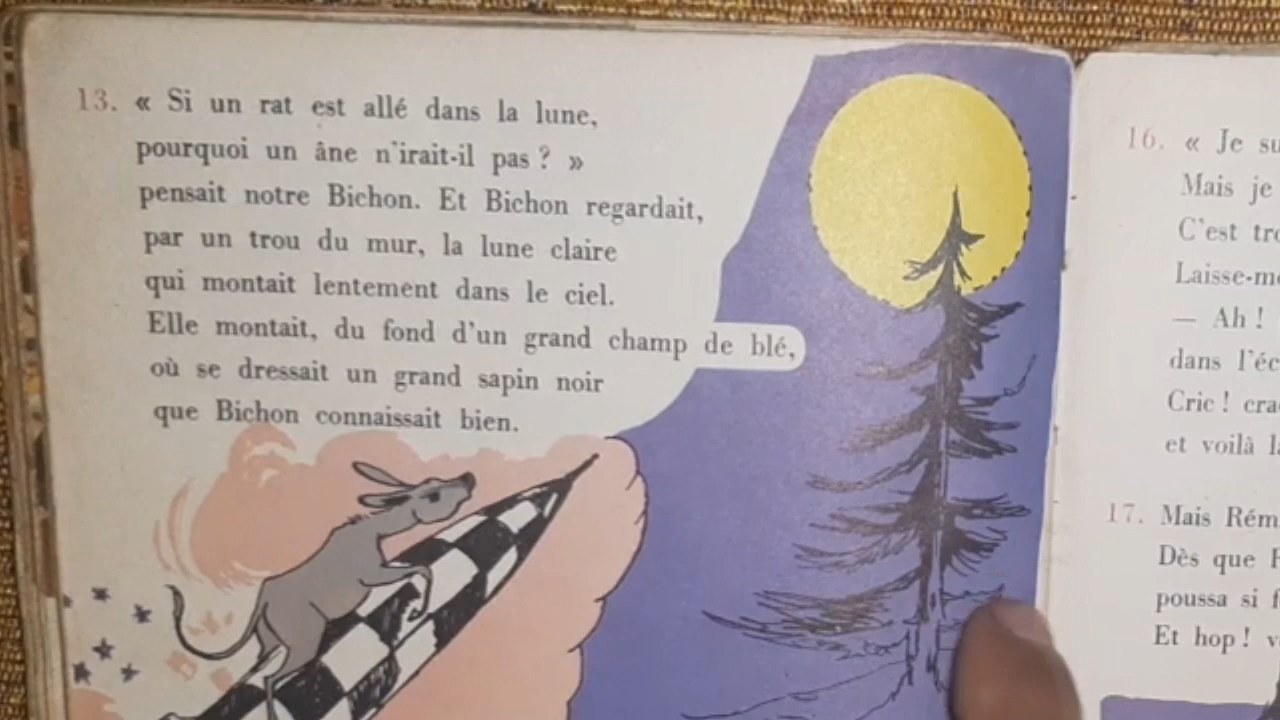 13. « Si un rat est allé dans la lune,
pourquoi un âne n'irait-il pas ? »
pensait notre Bichon. Et Bichon regardait,
par un trou du mur, la lune claire
qui montait lentement dans le ciel.
Elle montait, du fond d'un grand champ de blé,
où se dressait un grand sapin noir
que Bichon connaissait bien.
16. « Je
Mais je
C'est
— Ah !
dans
Cric !
et voilà
17. Mais
Dès que
poussa si
Et hop !